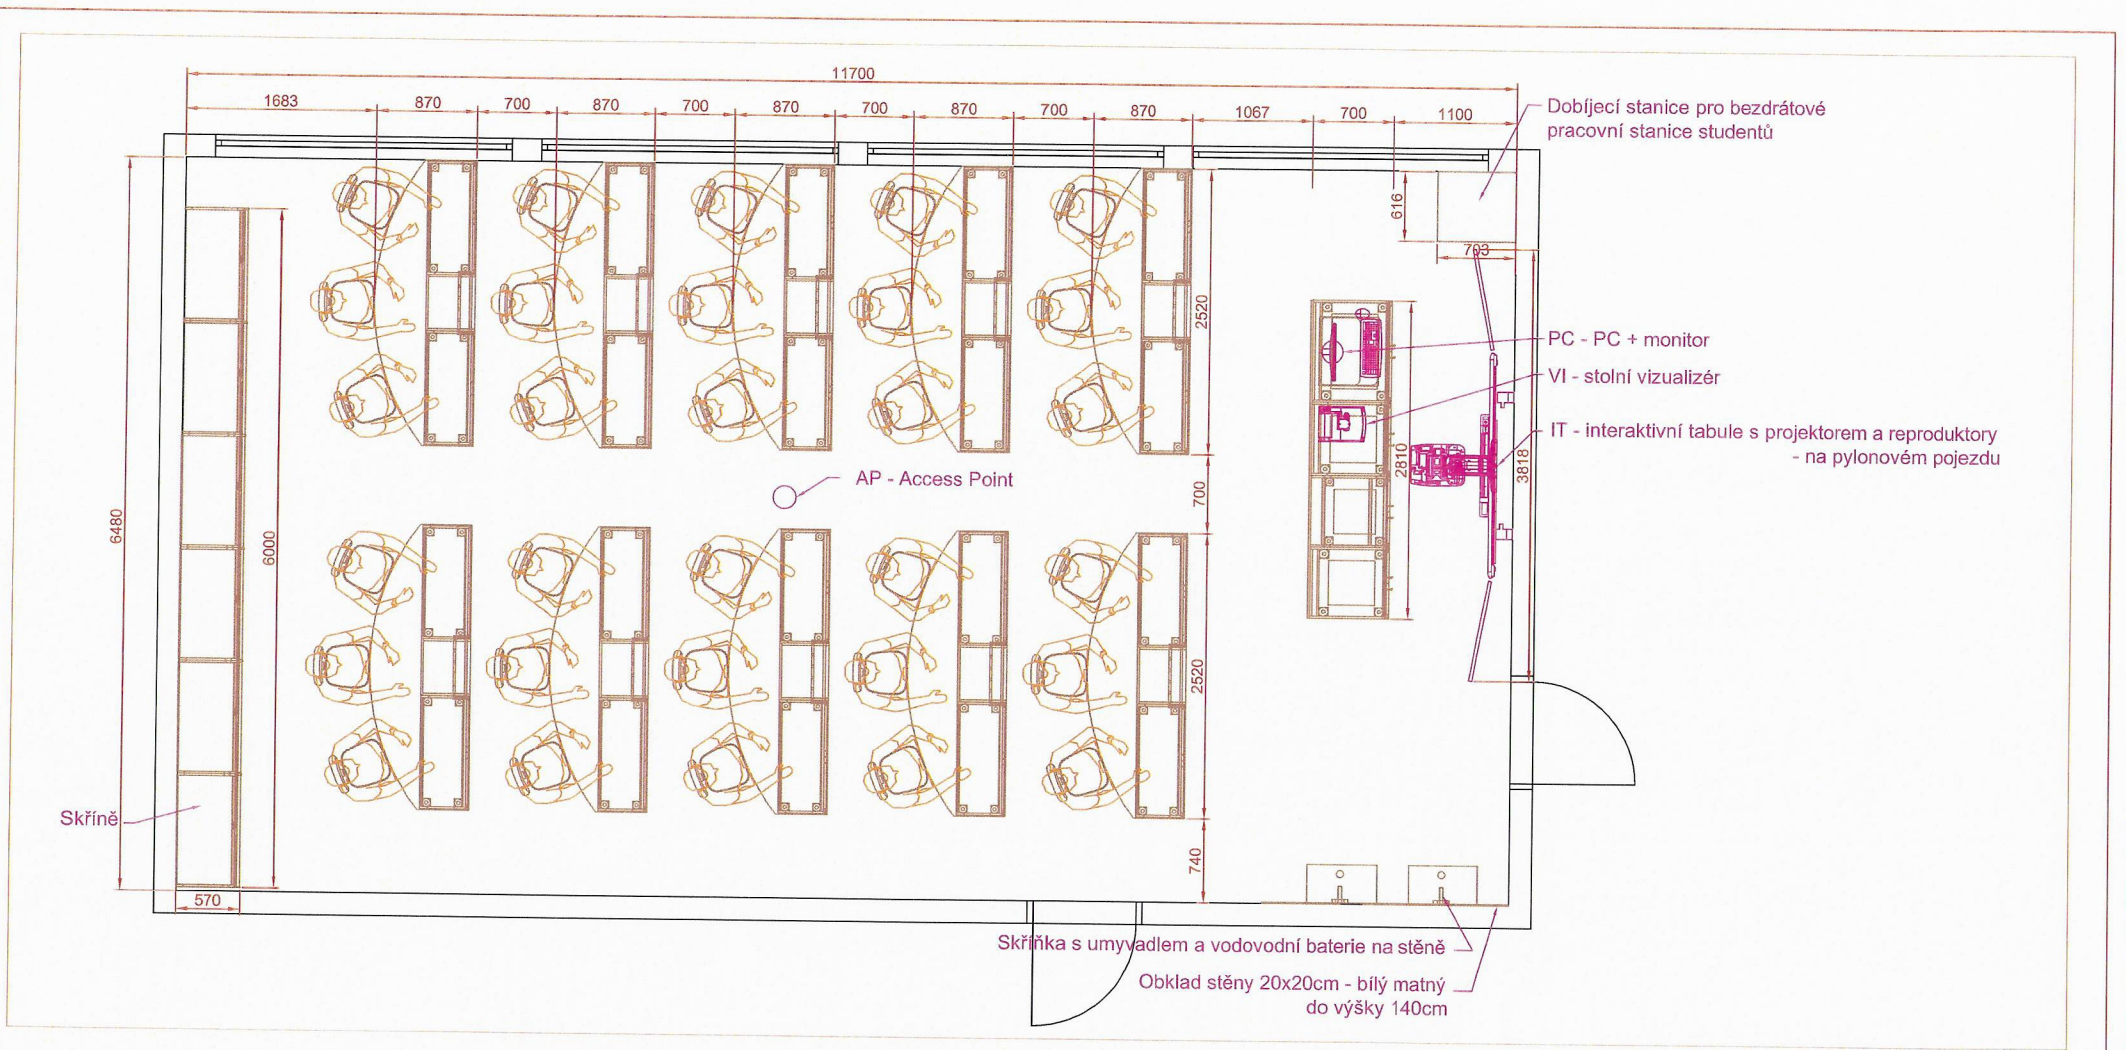 11700
1683 870 700 870 700 870 700 870 700 870 1067 700 1100
Dobíjecí stanice pro bezdrátové
pracovní stanice studentů
616
703
2520
PC - PC + monitor
VI - stolní vizualizér
IT - interaktivní tabule s projektorem a reproduktory
- na pylonovém pojezdu
2810
3818
AP - Access Point
700
6480
6000
2520
Skříně
740
570
Skříňka s umyvadlem a vodovodní baterie na stěně
Obklad stěny 20x20cm - bílý matný
do výšky 140cm